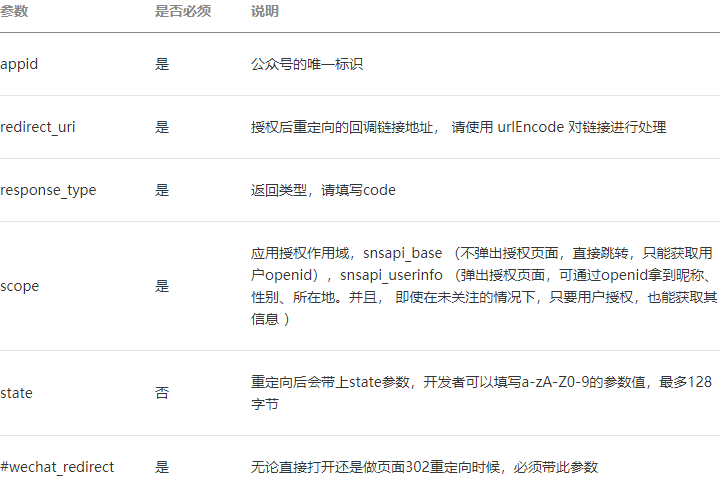 参数 是否必须 说明
appid 是 公众号的唯一标识
redirect_uri 是 授权后重定向的回调链接地址， 请使用 urlEncode 对链接进行处理
response_type 是 返回类型，请填写code
scope 是 应用授权作用域，snsapi_base （不弹出授权页面，直接跳转，只能获取用
户openid），snsapi_userinfo （弹出授权页面，可通过openid拿到昵称、
性别、所在地。并且， 即使在未关注的情况下，只要用户授权，也能获取其
信息 ）
state 否 重定向后会带上state参数，开发者可以填写a-zA-Z0-9的参数值，最多128
字节
#wechat_redirect 是 无论直接打开还是做页面302重定向时候，必须带此参数